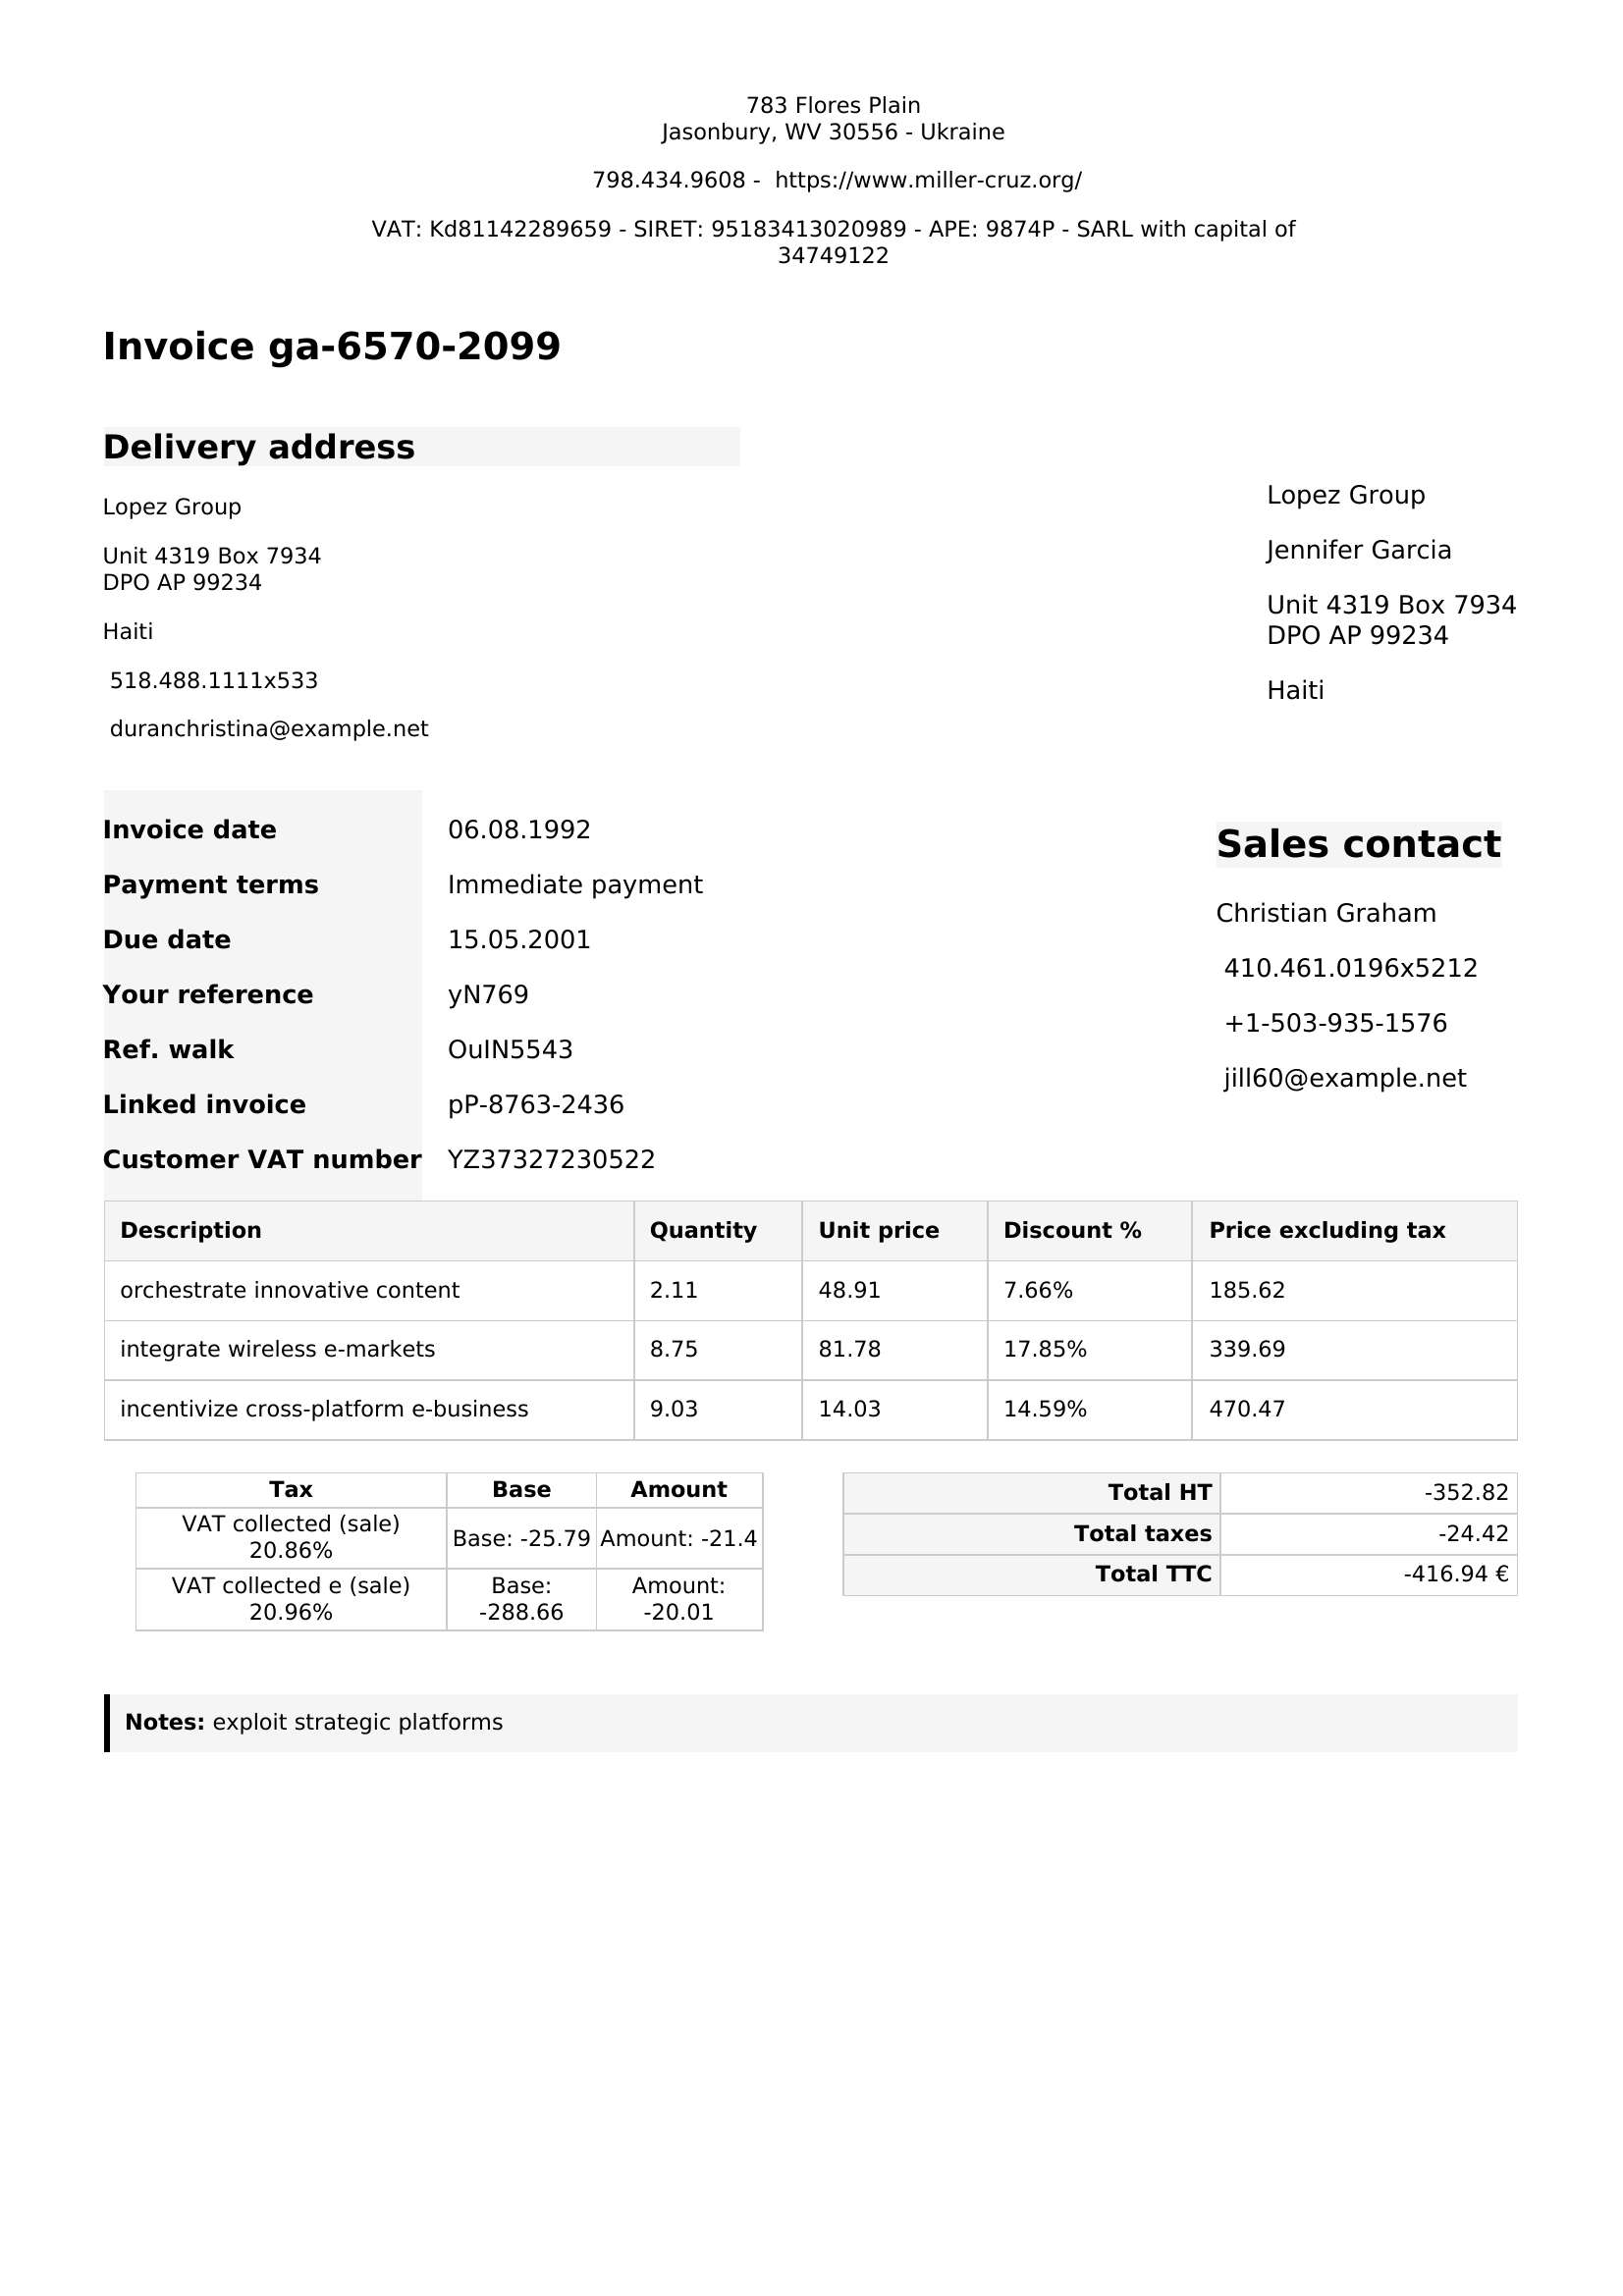 783 Flores Plain
Jasonbury, WV 30556 - Ukraine
798.434.9608 - https://www.miller-cruz.org/
VAT: Kd81142289659 - SIRET: 95183413020989 - APE: 9874P - SARL with capital of
34749122
Invoice ga-6570-2099
Delivery address
Lopez Group
Unit 4319 Box 7934
DPO AP 99234
Haiti
518.488.1111x533
duranchristina@example.net
Lopez Group
Jennifer Garcia
Unit 4319 Box 7934
DPO AP 99234
Haiti
Invoice date 06.08.1992
Payment terms Immediate payment
Due date 15.05.2001
Your reference yN769
Ref. walk OuIN5543
Linked invoice pP-8763-2436
Customer VAT number YZ37327230522
Sales contact
Christian Graham
410.461.0196x5212
+1-503-935-1576
jill60@example.net
Description Quantity Unit price Discount % Price excluding tax
orchestrate innovative content 2.11 48.91 7.66% 185.62
integrate wireless e-markets 8.75 81.78 17.85% 339.69
incentivize cross-platform e-business 9.03 14.03 14.59% 470.47
Tax Base Amount
VAT collected (sale)
20.86%
Base: -25.79 Amount: -21.4
VAT collected e (sale)
20.96%
Base:
-288.66
Amount:
-20.01
Total HT -352.82
Total taxes -24.42
Total TTC -416.94 €
Notes: exploit strategic platforms